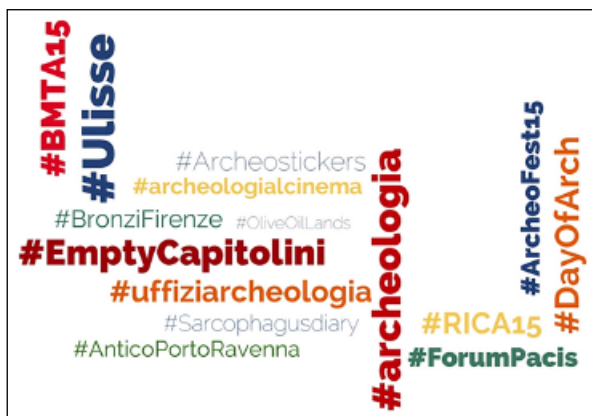 #BMTA15
#Ulisse
#Archeostickers
#archeologialcinema
#BronziFirenze
#OliveOilLands
#EmptyCapitolini
#uffiziarcheologia
#Sarcophagusdiary
#AnticoPortoRavenna
#archeologia
#ArcheoFest15
#DayOfArch
#RICA15
#ForumPacis